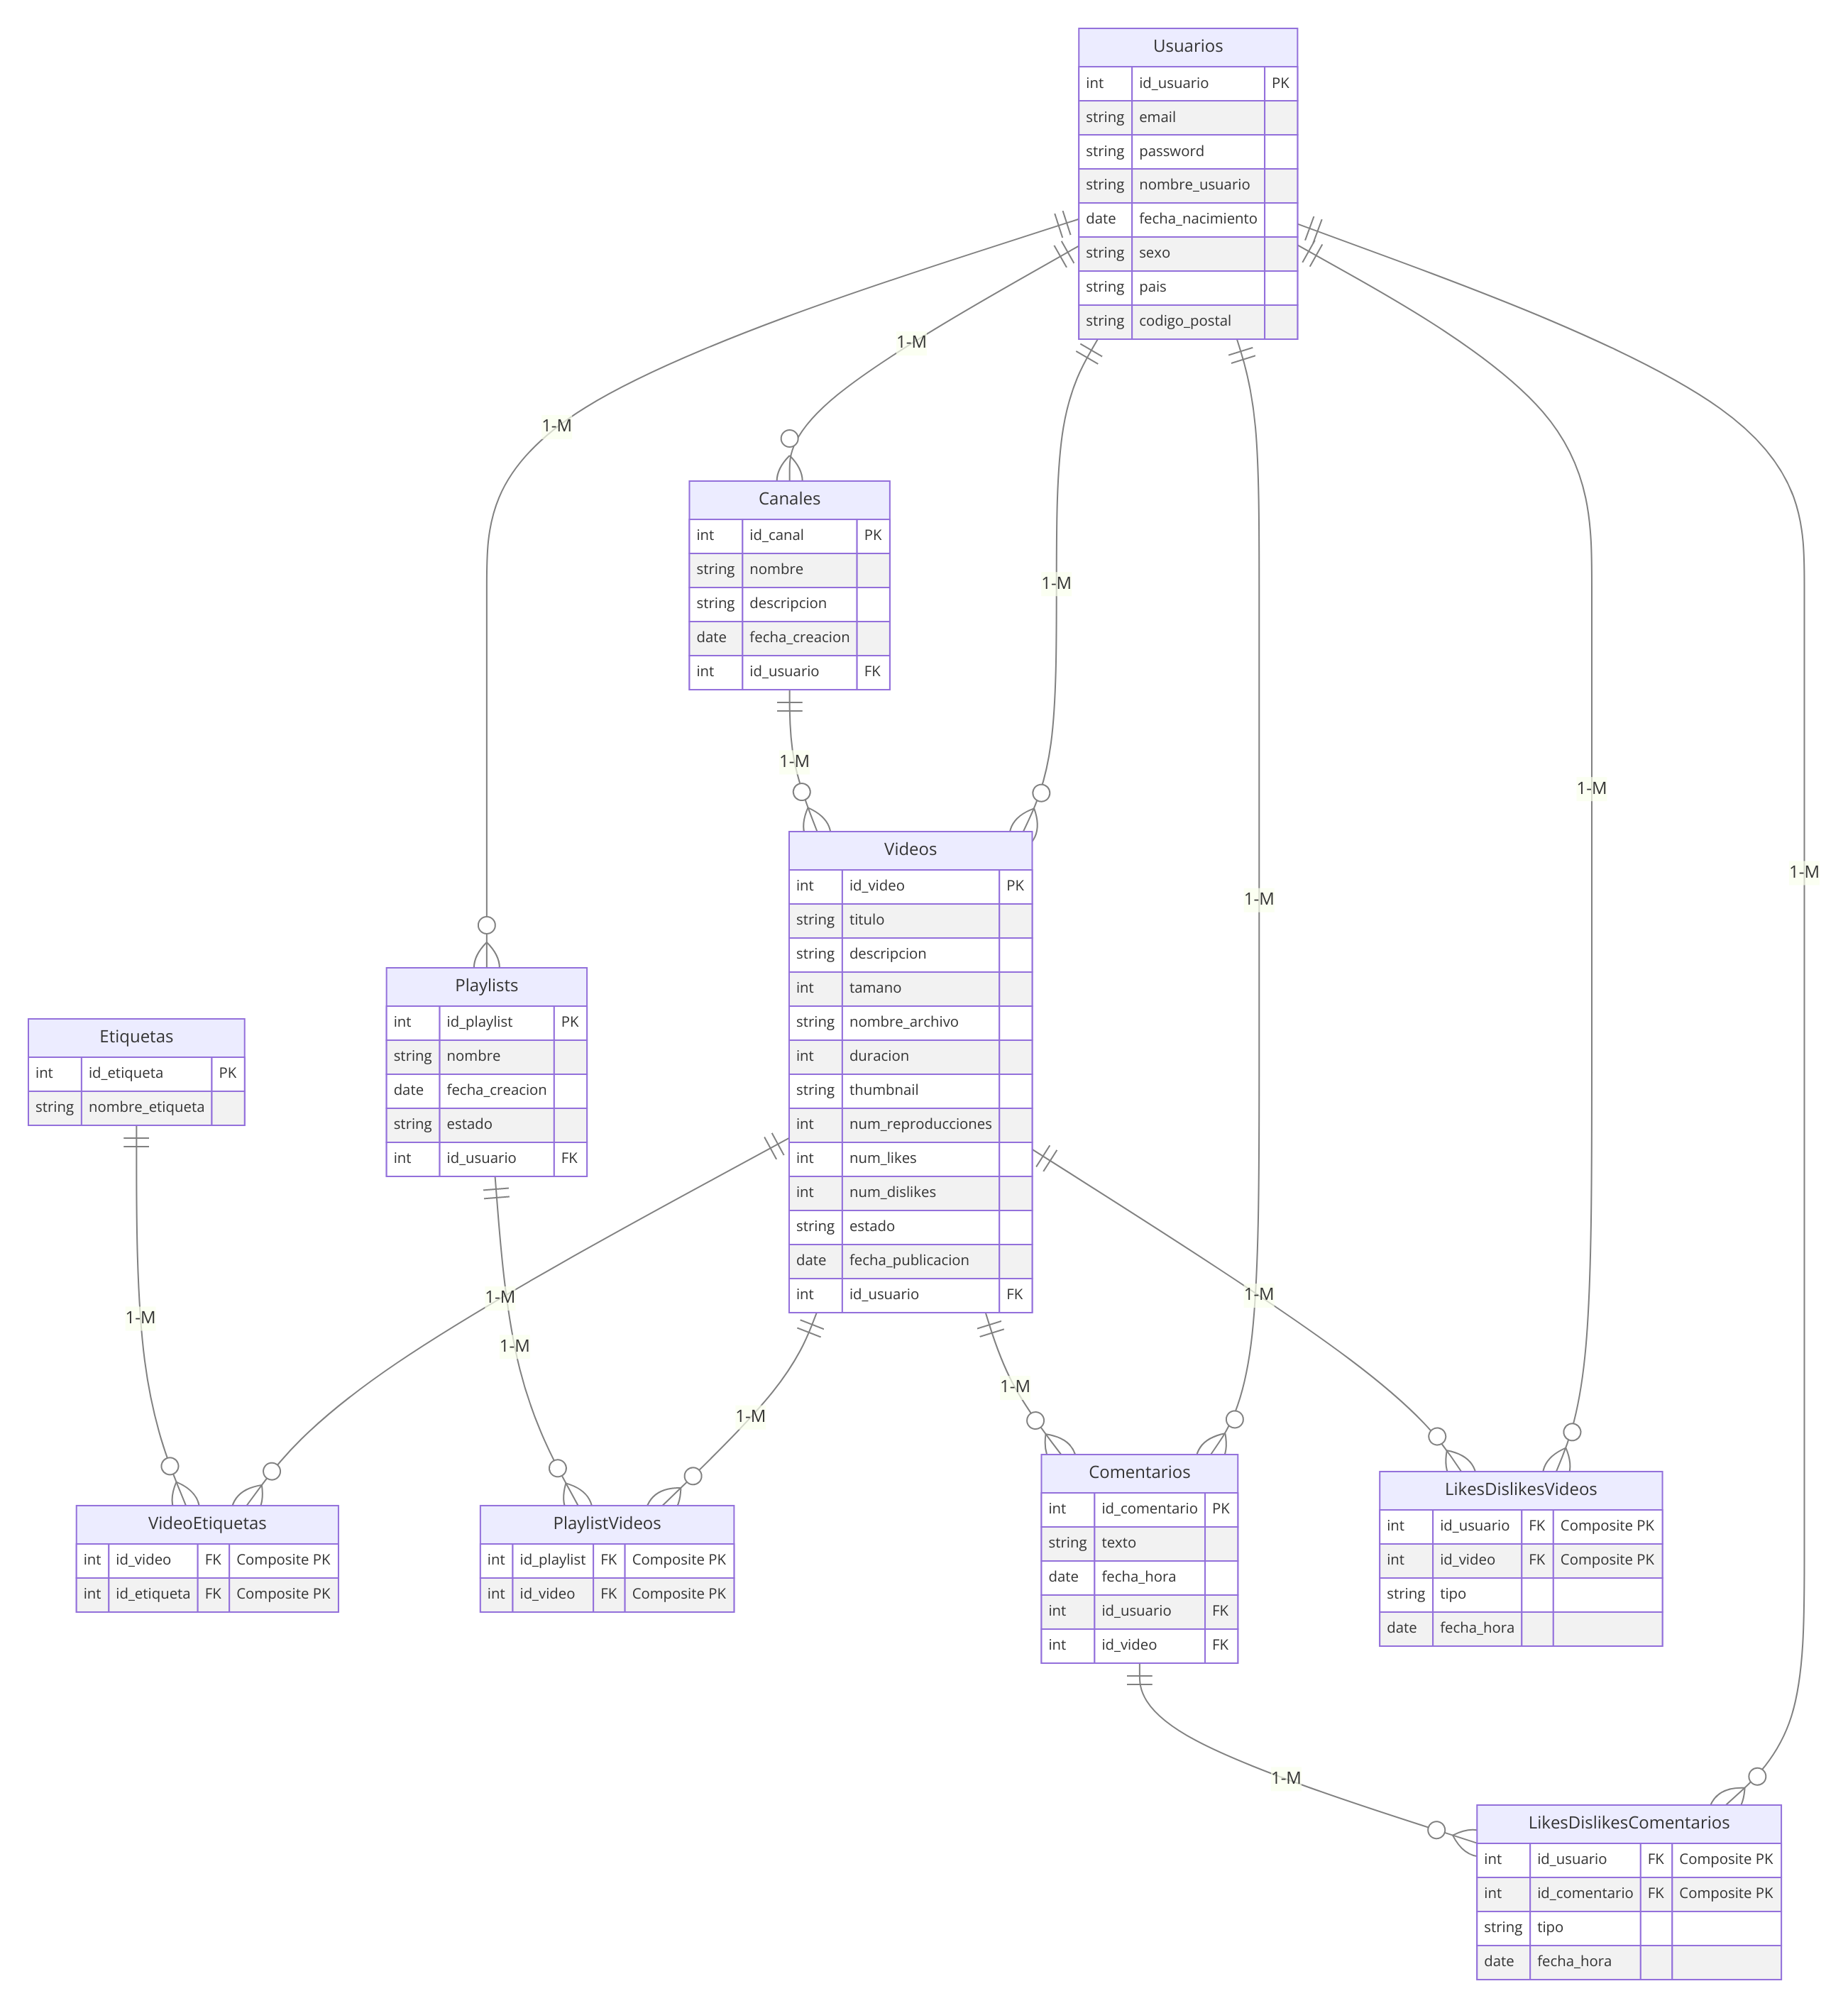 Usuarios
int id_usuario PK
string email
string password
string nombre_usuario
date fecha_nacimiento
string sexo
string pais
string codigo_postal
1-M
1-M
Canales
int id_canal PK
string nombre
string descripcion
date fecha_creacion
int id_usuario FK
1-M
1-M
1-M
1-M
1-M
Videos
int id_video PK
string titulo
string descripcion
int tamano
string nombre_archivo
int duracion
string thumbnail
int num_reproducciones
int num_likes
int num_dislikes
string estado
date fecha_publicacion
int id_usuario FK
Playlists
int id_playlist PK
string nombre
date fecha_creacion
string estado
int id_usuario FK
Etiquetas
int id_etiqueta PK
string nombre_etiqueta
1-M
1-M
1-M
1-M
1-M
1-M
VideoEtiquetas
int id_video FK Composite PK
int id_etiqueta FK Composite PK
PlaylistVideos
int id_playlist FK Composite PK
int id_video FK Composite PK
Comentarios
int id_comentario PK
string texto
date fecha_hora
int id_usuario FK
int id_video FK
LikesDislikesVideos
int id_usuario FK Composite PK
int id_video FK Composite PK
string tipo
date fecha_hora
1-M
LikesDislikesComentarios
int id_usuario FK Composite PK
int id_comentario FK Composite PK
string tipo
date fecha_hora